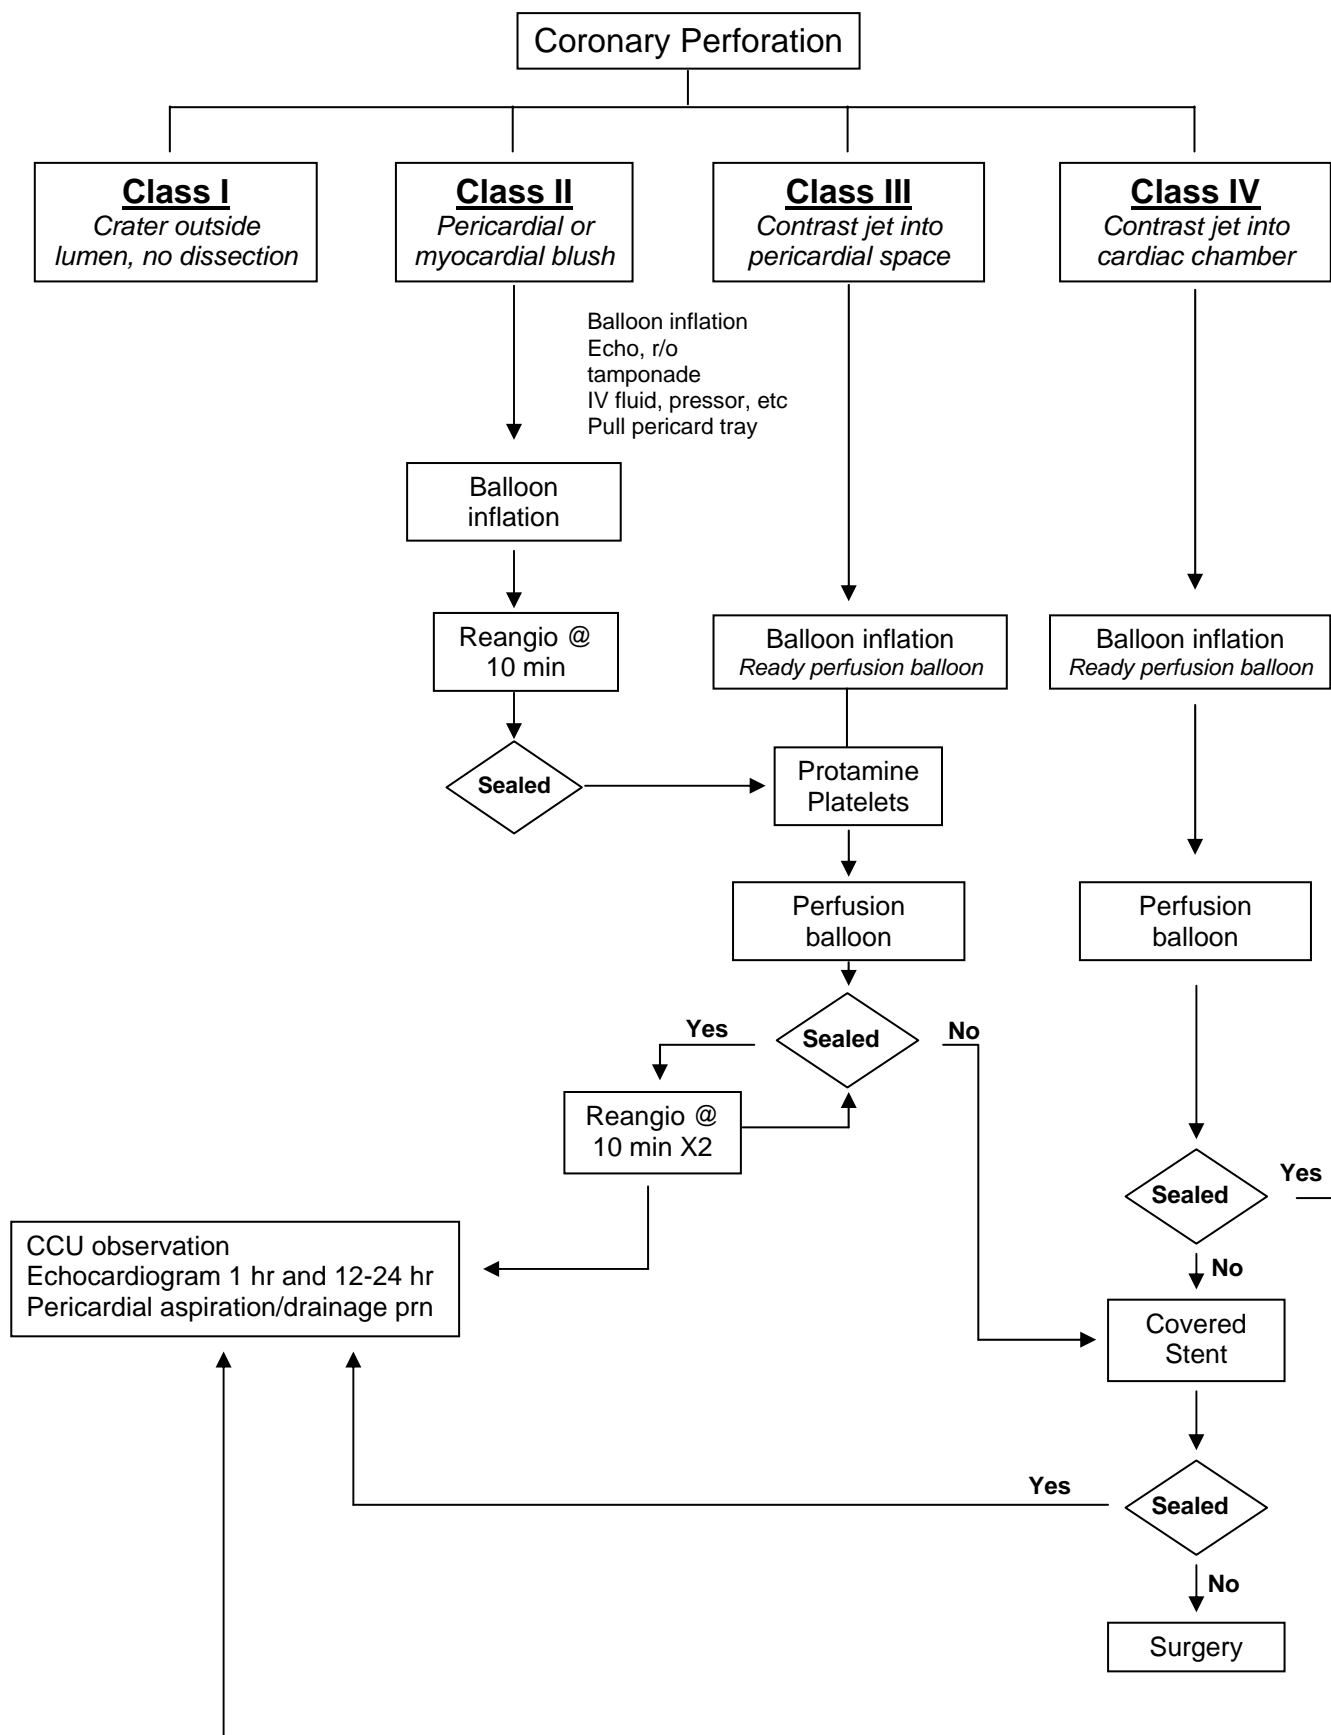 Coronary Perforation
Class I
Crater outside
lumen, no dissection
Class II
Pericardial or
myocardial blush
Class III
Contrast jet into
pericardial space
Class IV
Contrast jet into
cardiac chamber
Balloon inflation
Echo, r/o
tamponade
IV fluid, pressor, etc
Pull pericard tray
Balloon
inflation
Reangio @
10 min
Balloon inflation
Ready perfusion balloon
Balloon inflation
Ready perfusion balloon
Sealed
Protamine
Platelets
Perfusion
balloon
Perfusion
balloon
Yes
Sealed
No
Reangio @
10 min X2
Sealed
Yes
No
CCU observation
Echocardiogram 1 hr and 12-24 hr
Pericardial aspiration/drainage prn
Covered
Stent
Yes
Sealed
No
Surgery